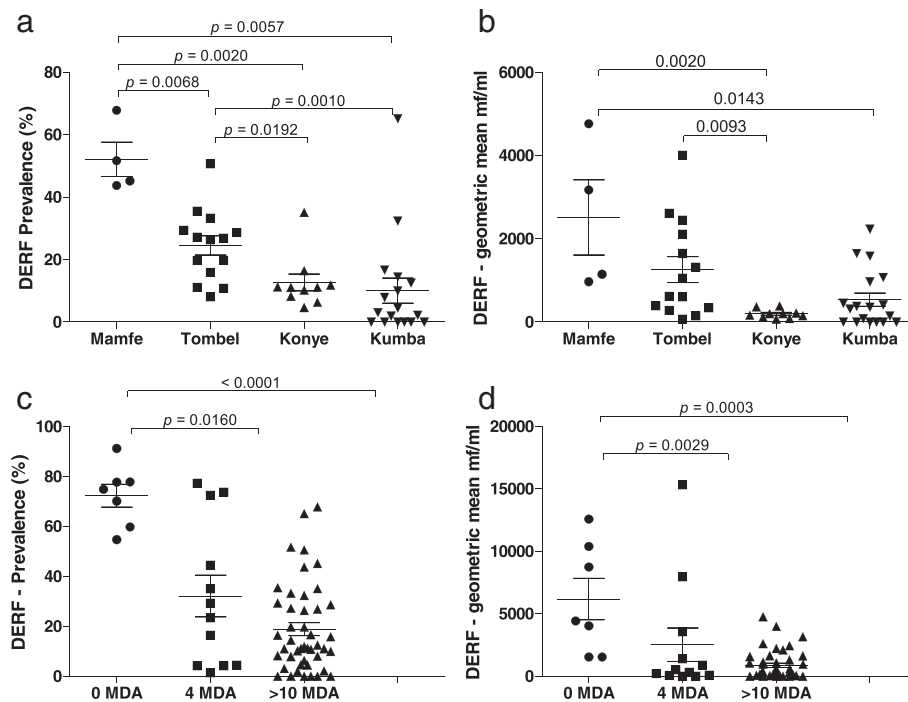 a
p = 0.0057
p = 0.0020
p = 0.0068
p = 0.0010
p = 0.0192
DERF Prevalence (%)
80
60
40
20
0
Mamfe Tombel Konye Kumba
b
0.0020
0.0143
0.0093
DERF - geometric mean mf/ml
6000
4000
2000
0
Mamfe Tombel Konye Kumba
c
< 0.0001
p = 0.0160
DERF - Prevalence (%)
100
80
60
40
20
0
0 MDA 4 MDA >10 MDA
d
p = 0.0003
p = 0.0029
DERF - geometric mean mf/ml
20000
15000
10000
5000
0
0 MDA 4 MDA >10 MDA